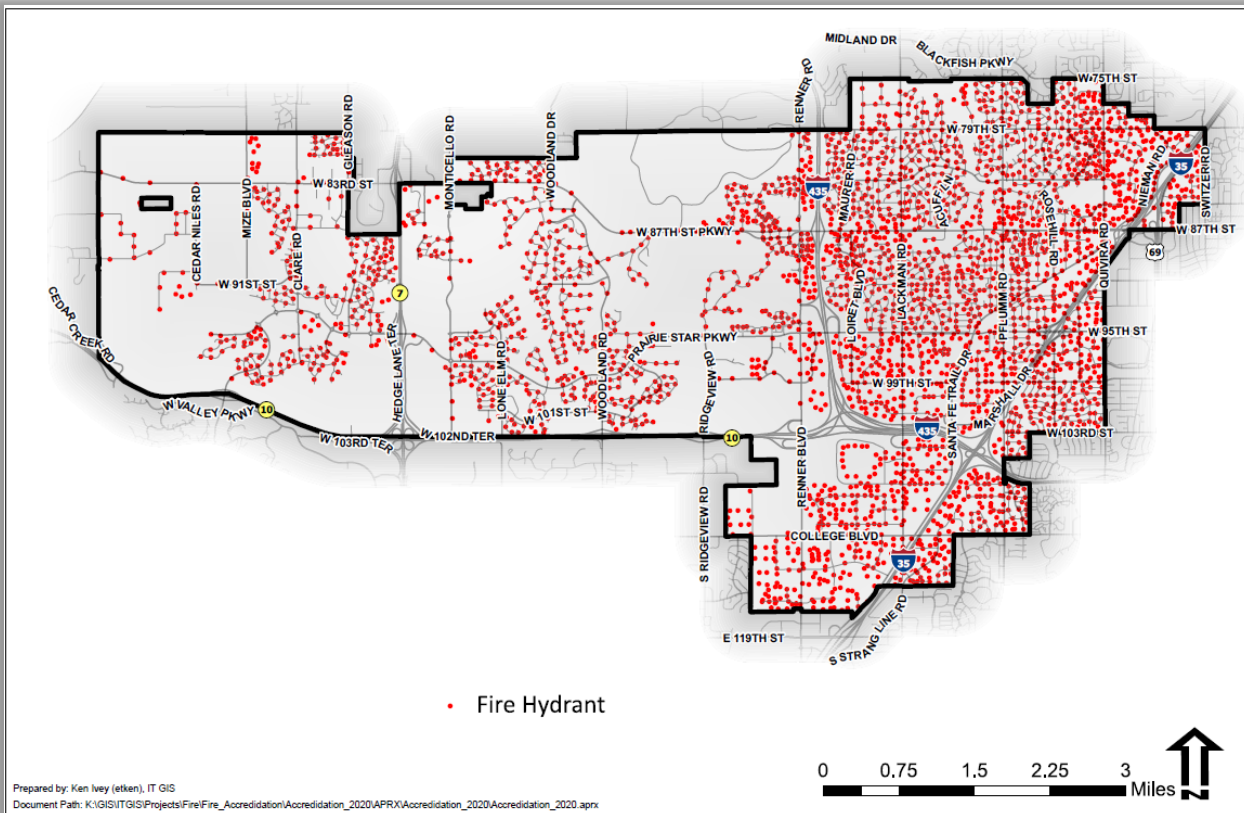 MIDLAND DR
BLACKFISH PKWY
RENNER RD
W 75TH ST
GLEASON RD
MONTICELLO RD
WOODLAND DR
W 79TH ST
NIEMAN RD
35
SWITZER RD
W 83RD ST
MIZE BLVD
CEDAR NILES RD
435
MAURER RD
ACUFF LN
ROSEHILL RD
W 87TH ST PKWY
QUIVIRA RD
W 87TH ST
69
CLARE RD
W 91ST ST
7
LOIRET BLVD
LACKMAN RD
PFLUMM RD
CEDAR CREEK RD
HEDGE LANE TER
LONE ELM RD
WOODLAND RD
PRAIRIE STAR PKWY
RIDGEVIEW RD
W 95TH ST
W 99TH ST
SANTA FE TRAIL DR
MARSHALL DR
W VALLEY PKWY
10
W 101ST ST
W 103RD TER
W 102ND TER
10
RENNER BLVD
435
W 103RD ST
S RIDGEVIEW RD
COLLEGE BLVD
35
E 119TH ST
S STRANG LINE RD
Fire Hydrant
0 0.75 1.5 2.25 3
Miles
N
Prepared by: Ken Ivey (etken), IT GIS
Document Path: K:\GIS\ITGIS\Projects\Fire\Fire_Accredidation\Accredidation_2020\APRX\Accredidation_2020\Accredidation_2020.aprx